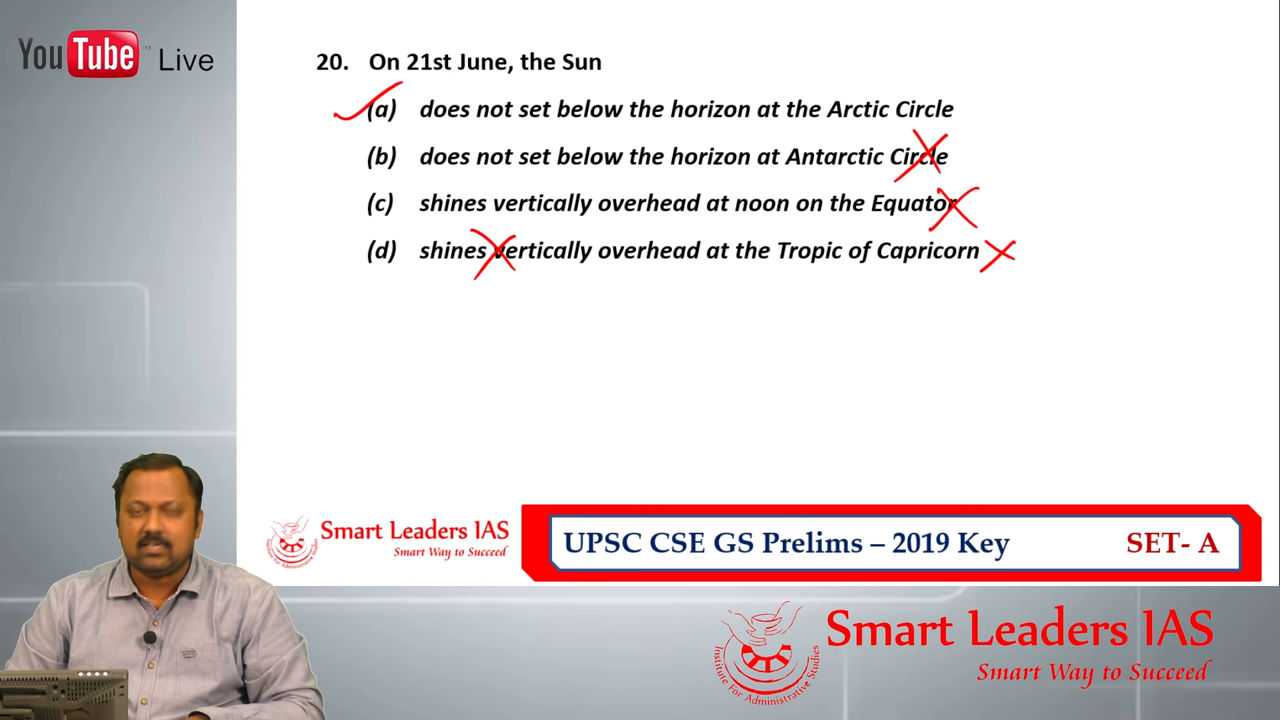 YouTube Live
20. On 21st June, the Sun
(a) does not set below the horizon at the Arctic Circle
(b) does not set below the horizon at Antarctic Circle
(c) shines vertically overhead at noon on the Equator
(d) shines vertically overhead at the Tropic of Capricorn
Smart Leaders IAS
Smart Way to Succeed
UPSC CSE GS Prelims – 2019 Key SET- A
Smart Leaders IAS
Smart Way to Succeed
Institute For Administrative Studies